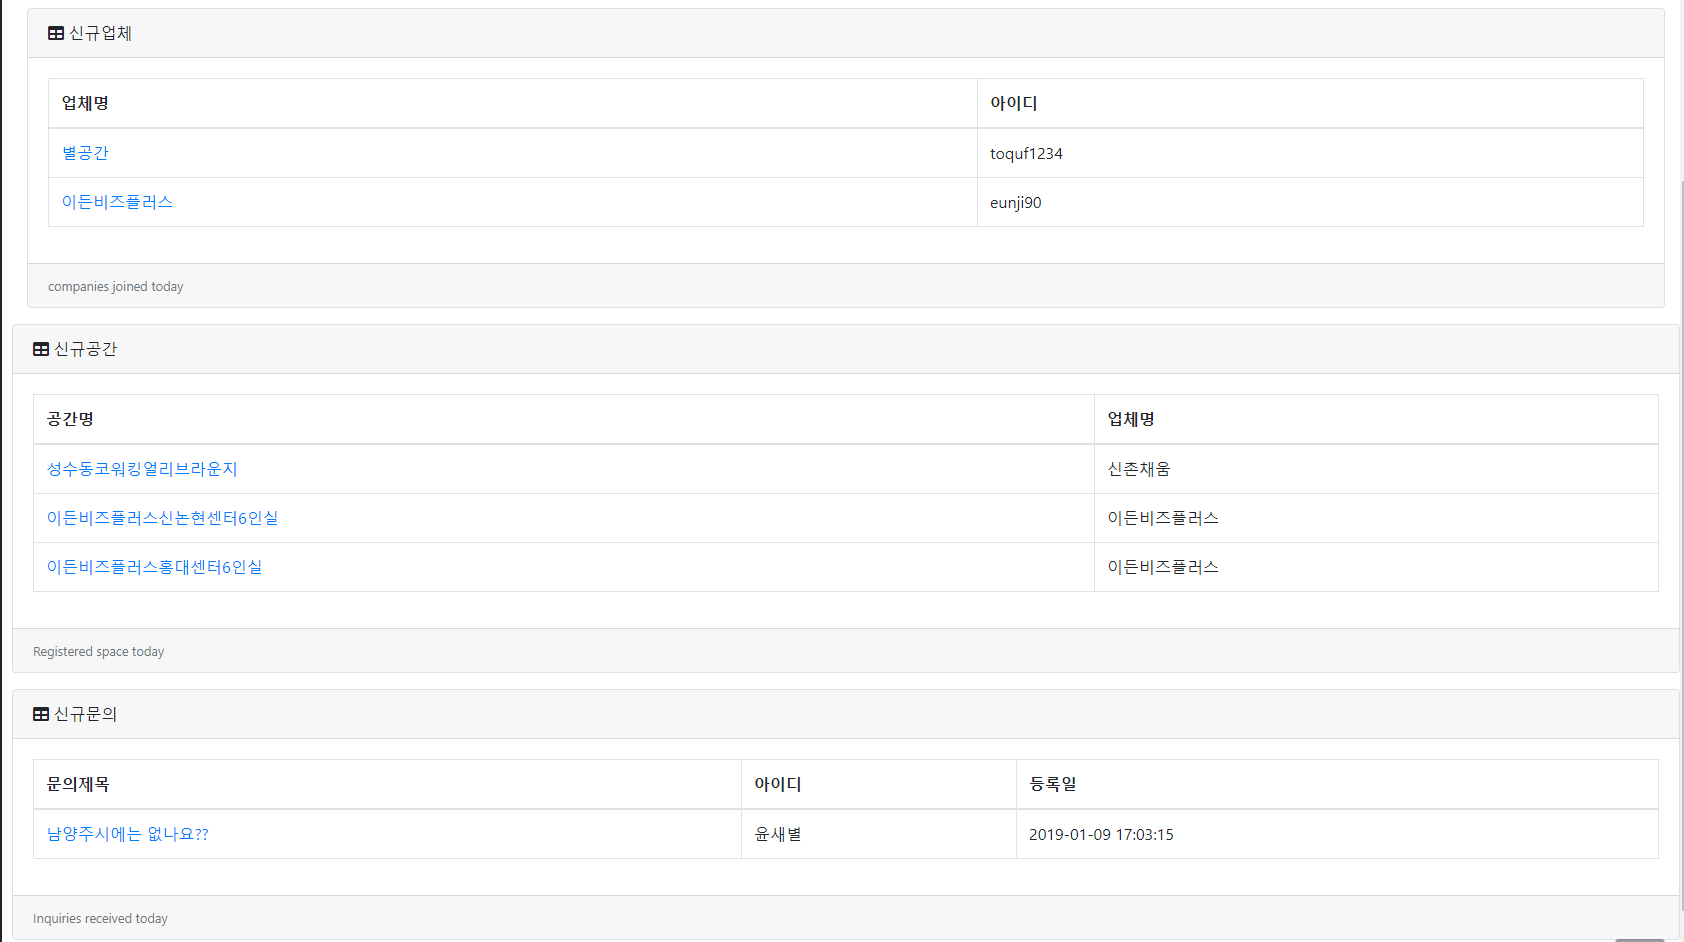 신규업체
업체명 아이디
별공간 toquf1234
이든비즈플러스 eunji90
companies joined today
신규공간
공간명 업체명
성수동코워킹얼리브라운지 신촌채움
이든비즈플러스신논현센터6인실 이든비즈플러스
이든비즈플러스홍대센터6인실 이든비즈플러스
Registered space today
신규문의
문의제목 아이디 등록일
남양주시에는 없나요?? 윤새별 2019-01-09 17:03:15
Inquiries received today